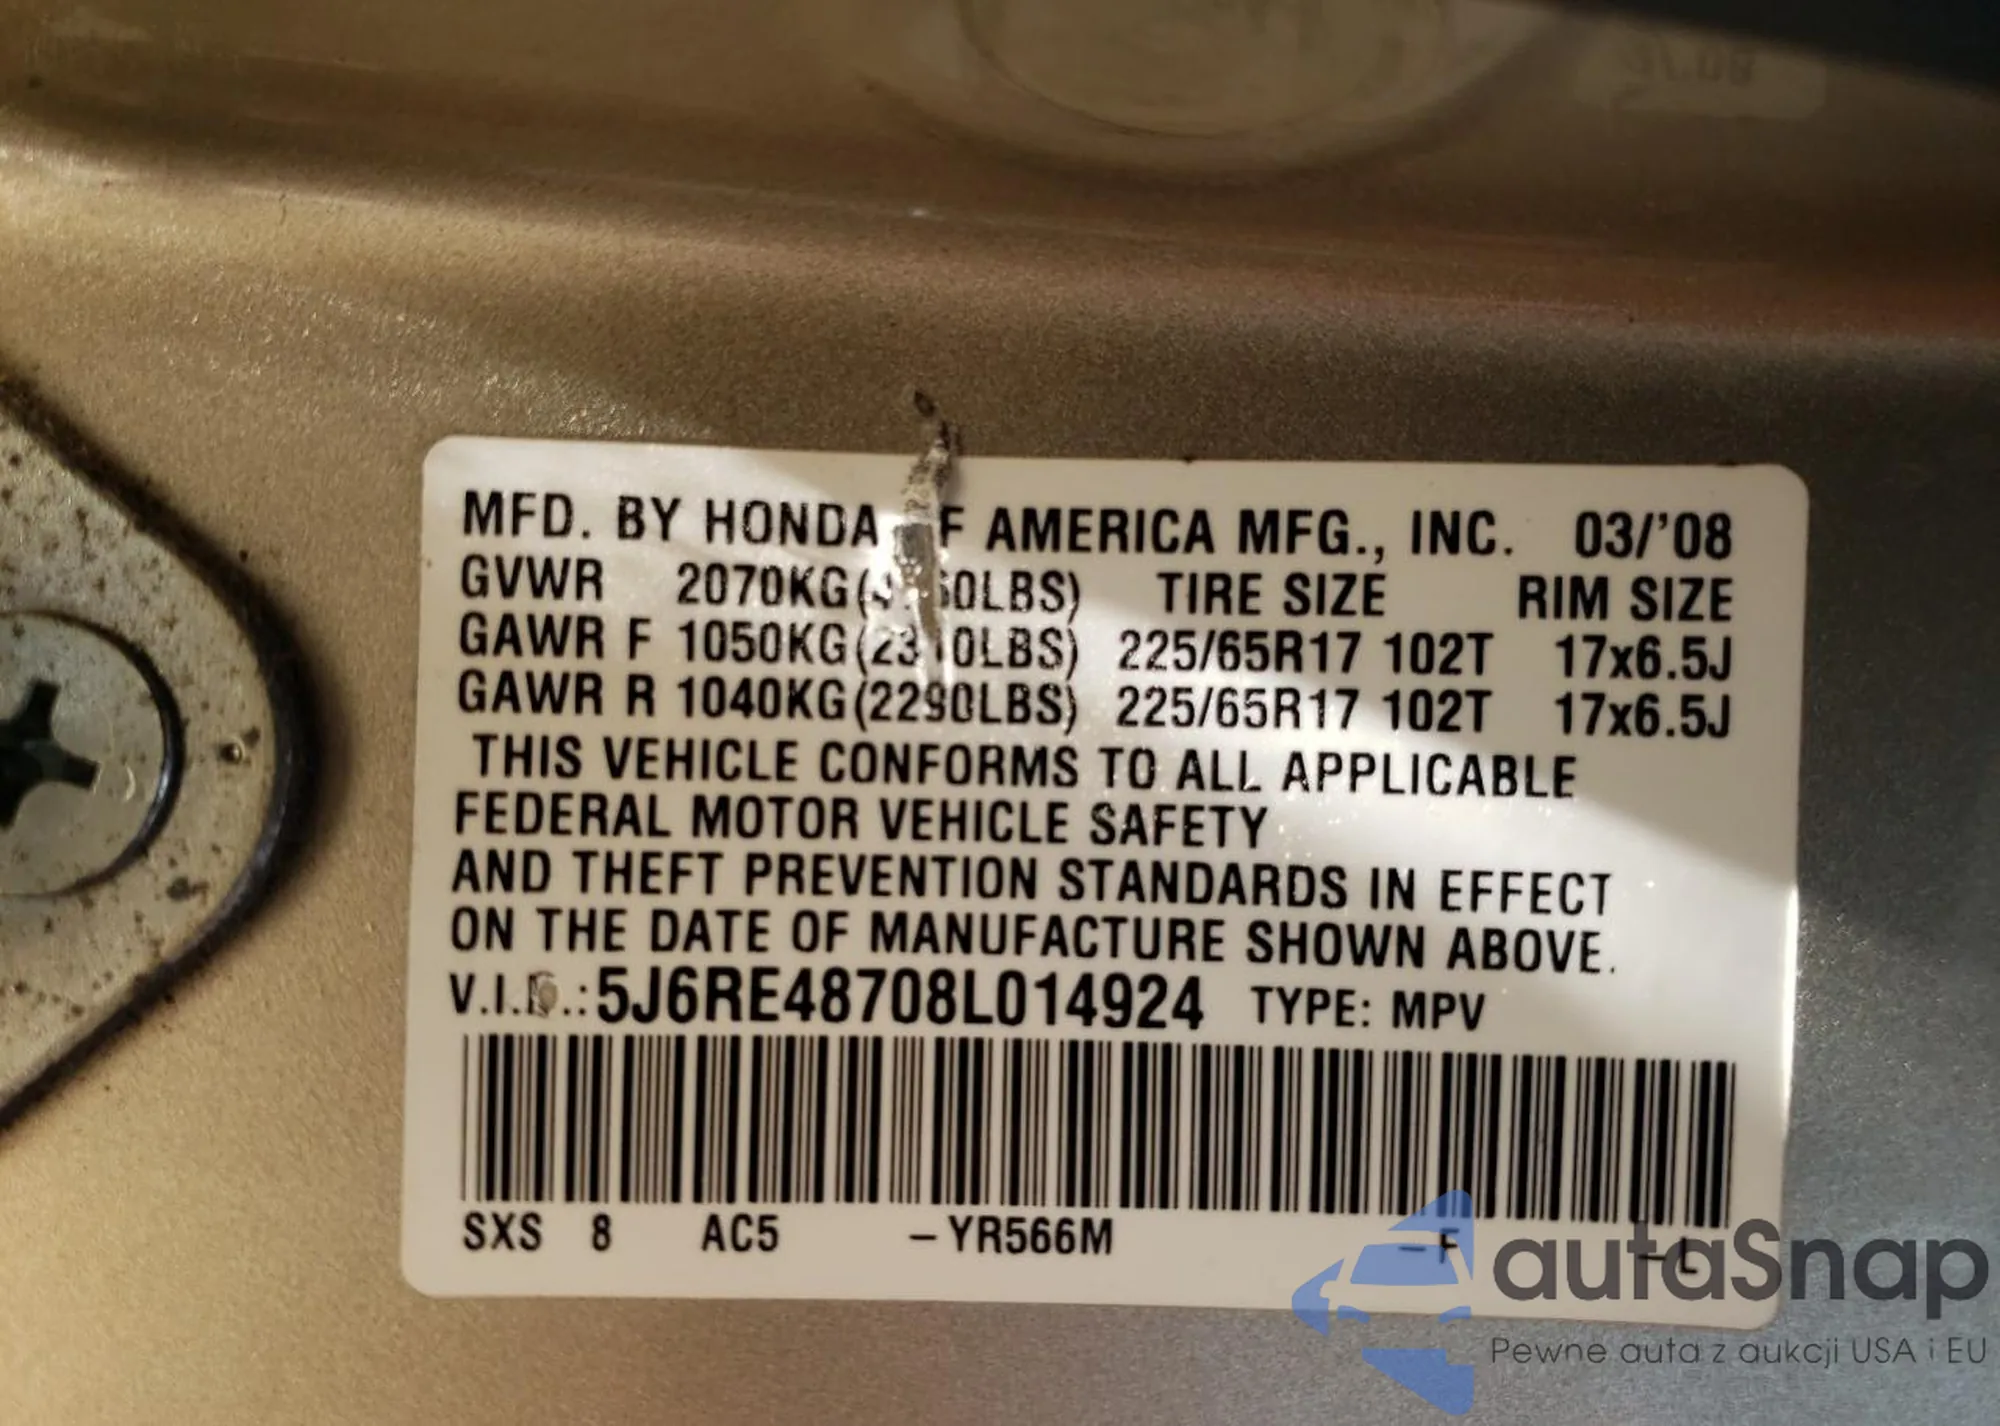 MFD. BY HONDA F AMERICA MFG., INC. 03/'08
GVWR 2070KG TIRE SIZE RIM SIZE
GAWR F 1050KG(2310LBS) 225/65R17 102T 17x6.5J
GAWR R 1040KG(2290LBS) 225/65R17 102T 17x6.5J
THIS VEHICLE CONFORMS TO ALL APPLICABLE
FEDERAL MOTOR VEHICLE SAFETY
AND THEFT PREVENTION STANDARDS IN EFFECT
ON THE DATE OF MANUFACTURE SHOWN ABOVE.
V.I.D.:5J6RE48708L014924 TYPE: MPV
SXS 8 AC5 –YR566M –F –L
autaSnap
Pewne auta z aukcji USA i EU